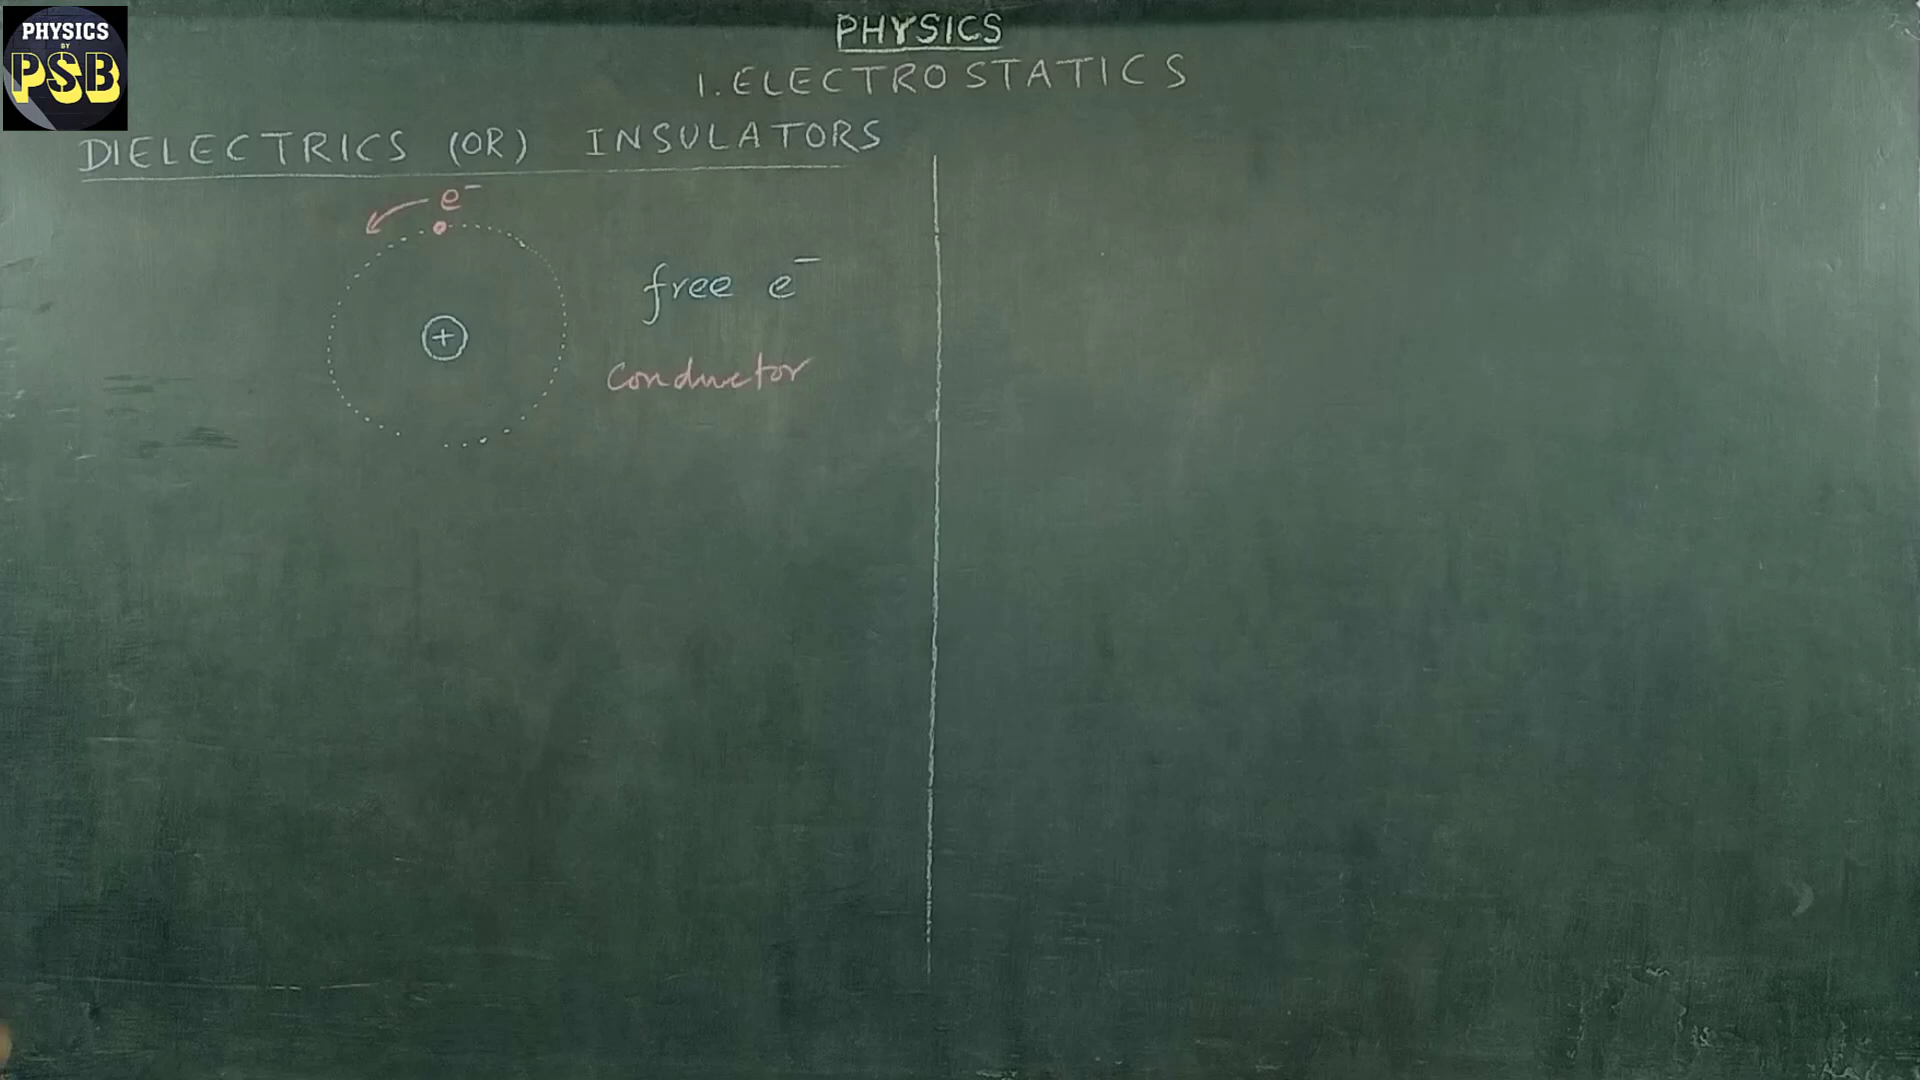 PHYSICS
BY
PSB
PHYSICS
1. ELECTROSTATICS
DIELECTRICS (OR) INSULATORS
e⁻
free e⁻
+
conductor